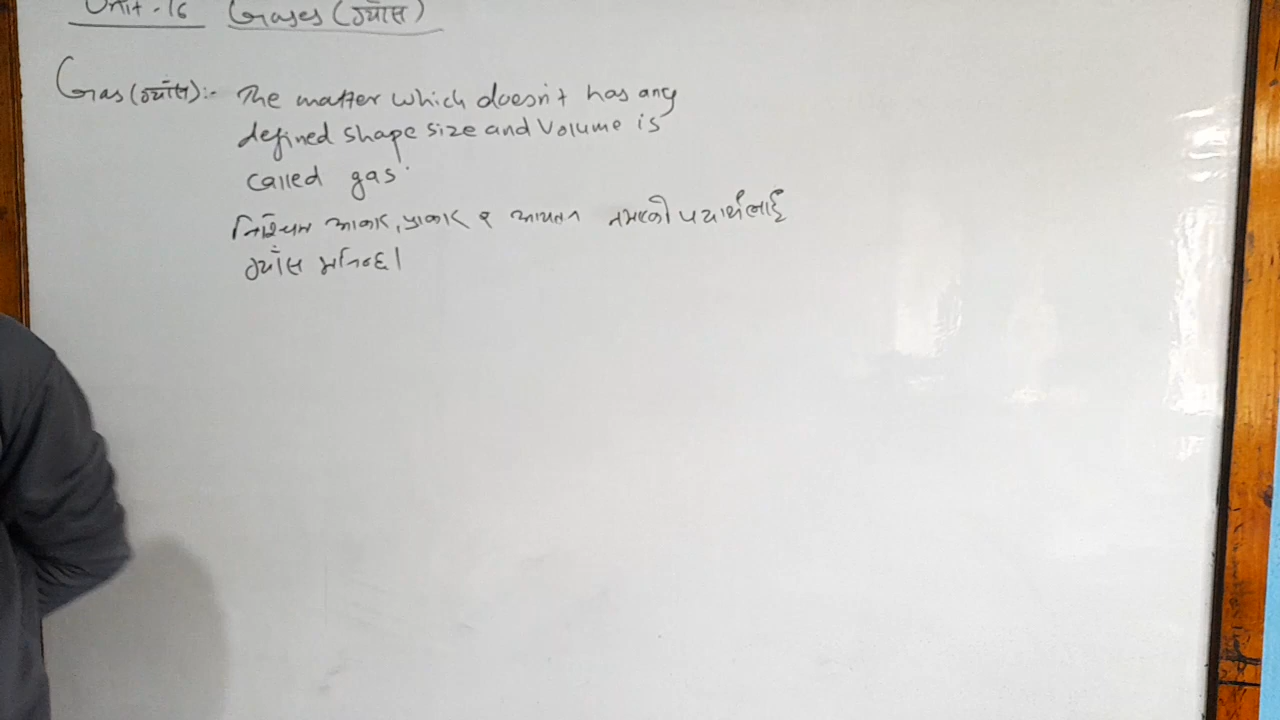 Unit-16 Gases (ग्याँस)
Gas (ग्याँस):- The matter which doesn't has any
defined shape size and volume is
called gas.
निश्चित आकार, प्रकार र आयतन नभएको पदार्थलाई
ग्याँस भनिन्छ।